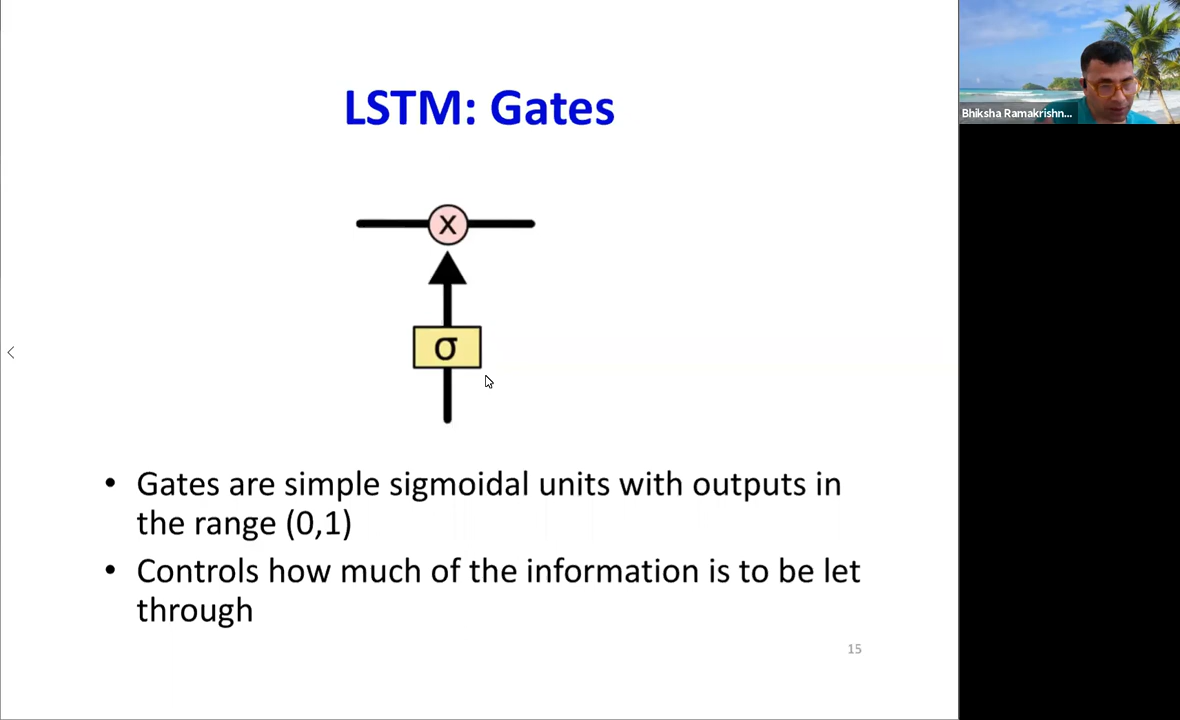 LSTM: Gates
Bhiksha Ramakrishn...
X
σ
• Gates are simple sigmoidal units with outputs in
the range (0,1)
• Controls how much of the information is to be let
through
15